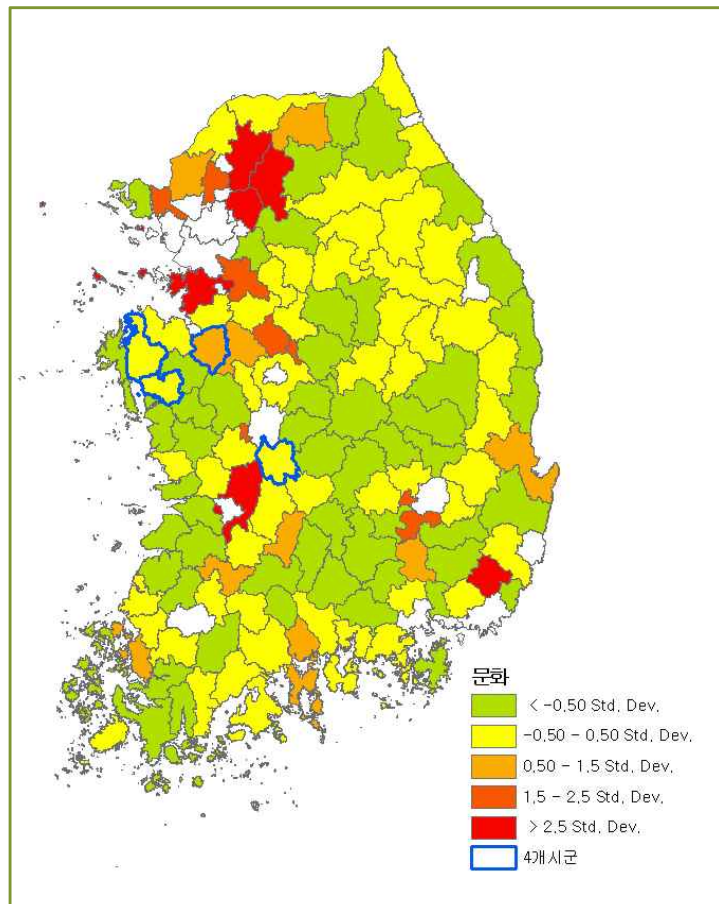 문화
< -0.50 Std. Dev.
-0.50 - 0.50 Std. Dev.
0.50 - 1.5 Std. Dev.
1.5 - 2.5 Std. Dev.
> 2.5 Std. Dev.
4개시군